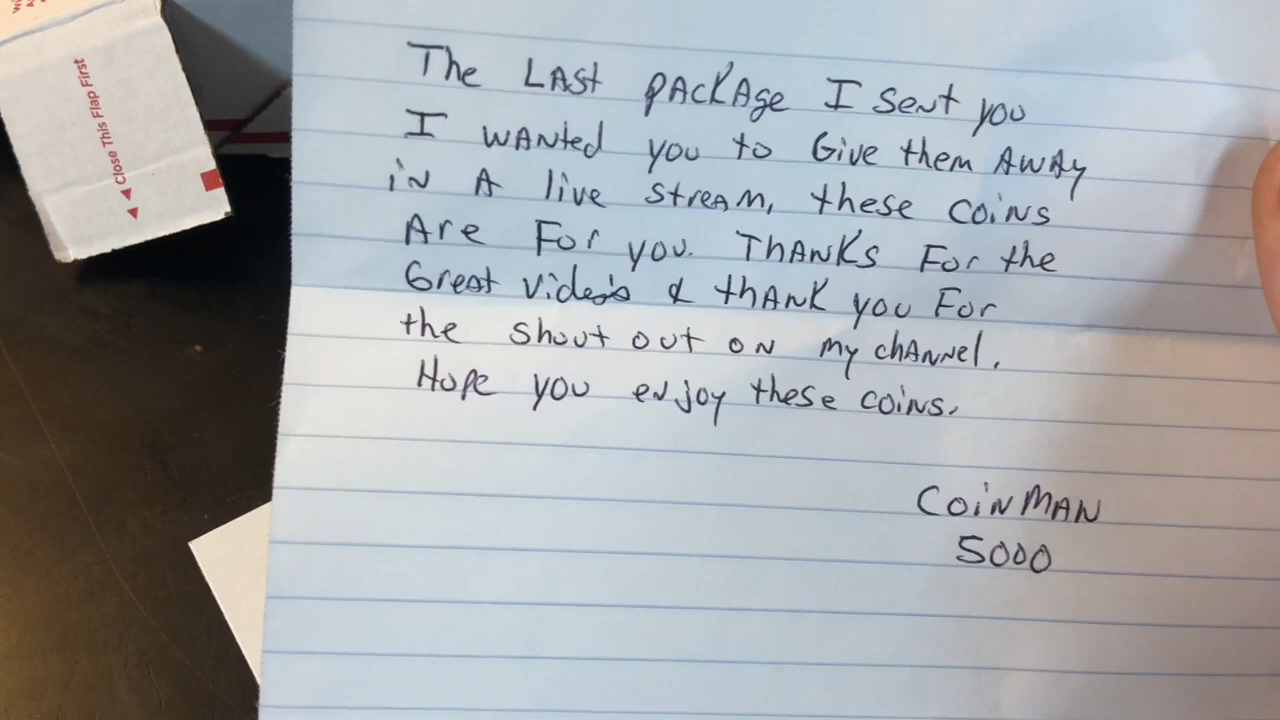 Close This Flap First
The LAst pACKAge I sent you
I wANted you to Give them AwAy
iN A live streAM, these coiNs
Are For you. THANKS For the
Great video's & thANK you For
the shout out oN my chANNel.
Hope you eNjoy these coiNs.
CoiN MAN
5000